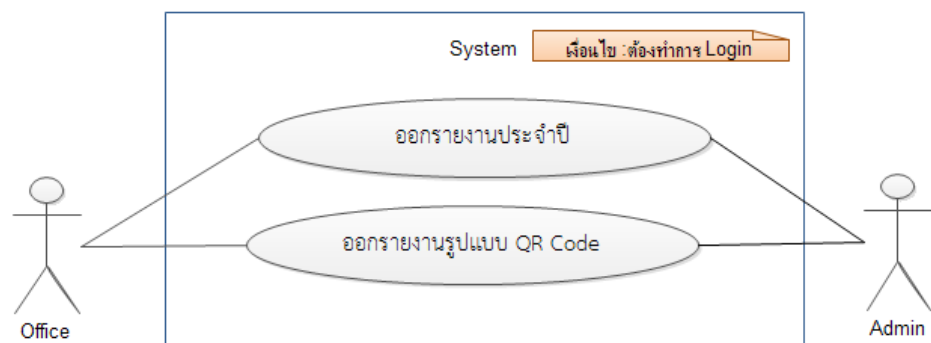 System
เงื่อนไข :ต้องทำการ Login
ออกรายงานประจำปี
ออกรายงานรูปแบบ QR Code
Office
Admin